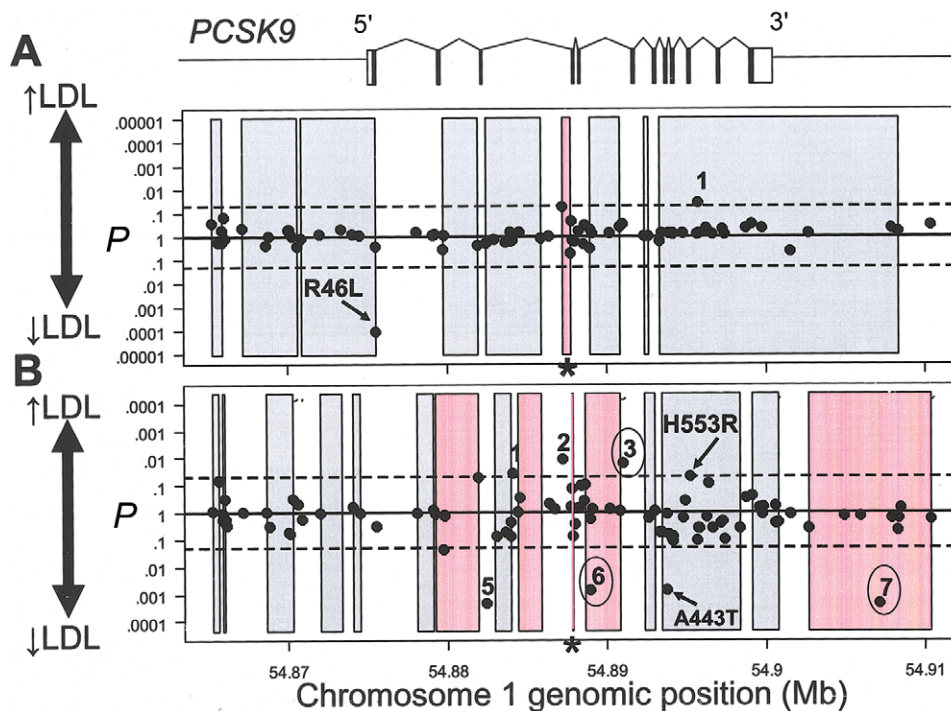 PCSK9
5'
3'
A
↑LDL
.00001
.0001
.001
.01
.1
1
.1
.01
.001
.0001
.00001
P
1
R46L
↓LDL
*
B
↑LDL
.0001
.001
.01
.1
1
.1
.01
.001
.0001
P
1
2
3
H553R
5
6
A443T
7
↓LDL
*
54.87
54.88
54.89
54.9
54.91
Chromosome 1 genomic position (Mb)